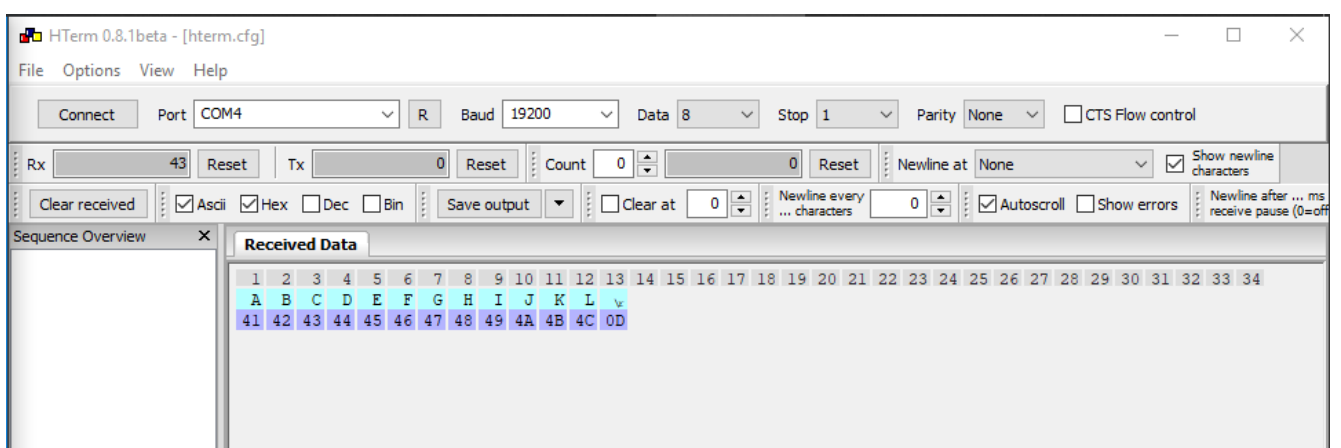 HTerm 0.8.1beta - [hterm.cfg]
File Options View Help
Connect Port COM4 R Baud 19200 Data 8 Stop 1 Parity None CTS Flow control
Rx 43 Reset Tx 0 Reset Count 0 0 Reset Newline at None Show newline characters
Clear received Ascii Hex Dec Bin Save output Clear at 0 Newline every ... characters 0 Autoscroll Show errors Newline after ... ms receive pause (0=off
Sequence Overview X Received Data
1 2 3 4 5 6 7 8 9 10 11 12 13 14 15 16 17 18 19 20 21 22 23 24 25 26 27 28 29 30 31 32 33 34
A B C D E F G H I J K L \r
41 42 43 44 45 46 47 48 49 4A 4B 4C 0D